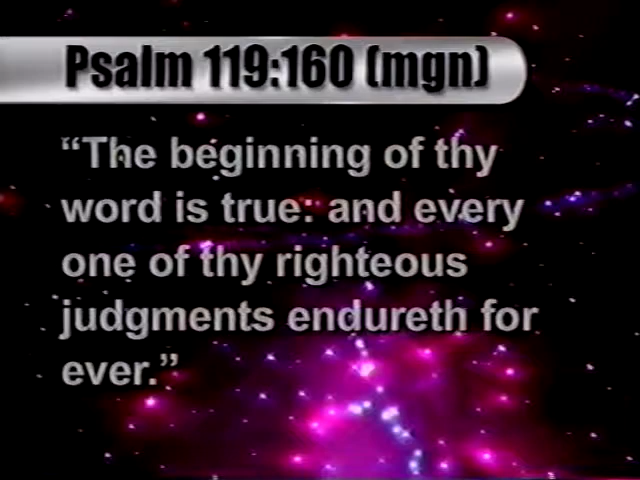 Psalm 119:160 (mgn)
“The beginning of thy
word is true: and every
one of thy righteous
judgments endureth for
ever.”